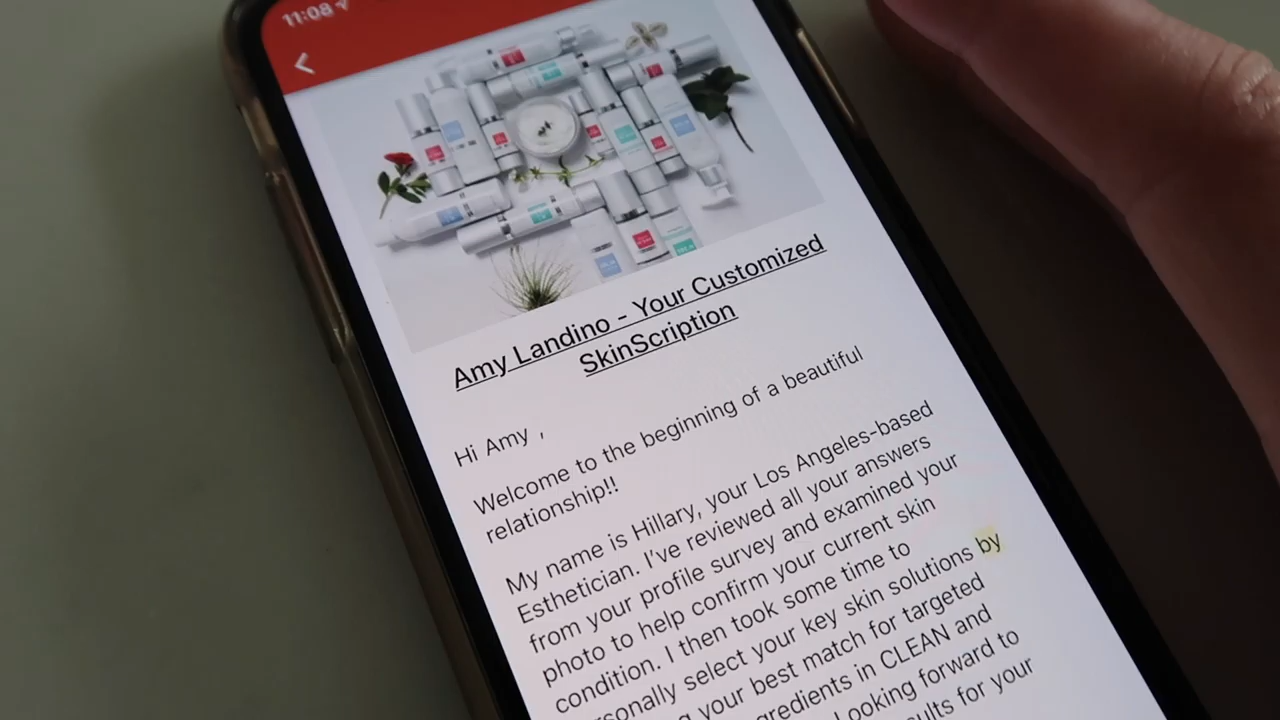 11:08
Amy Landino - Your Customized
SkinScription
Hi Amy ,
Welcome to the beginning of a beautiful
relationship!!
My name is Hillary, your Los Angeles-based
Esthetician. I've reviewed all your answers
from your profile survey and examined your
photo to help confirm your current skin
condition. I then took some time to
sonally select your key skin solutions by
g your best match for targeted
gredients in CLEAN and
Looking forward to
sults for your